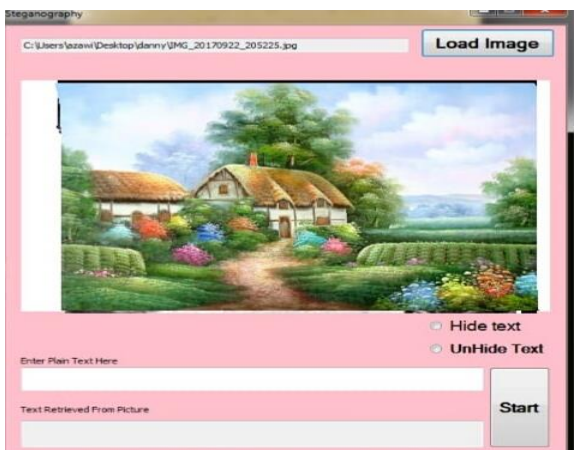 Steganography
C:\Users\azawi\Desktop\danny\IMG_20170922_205225.jpg
Load Image
Hide text
UnHide Text
Enter Plain Text Here
Text Retrieved From Picture
Start